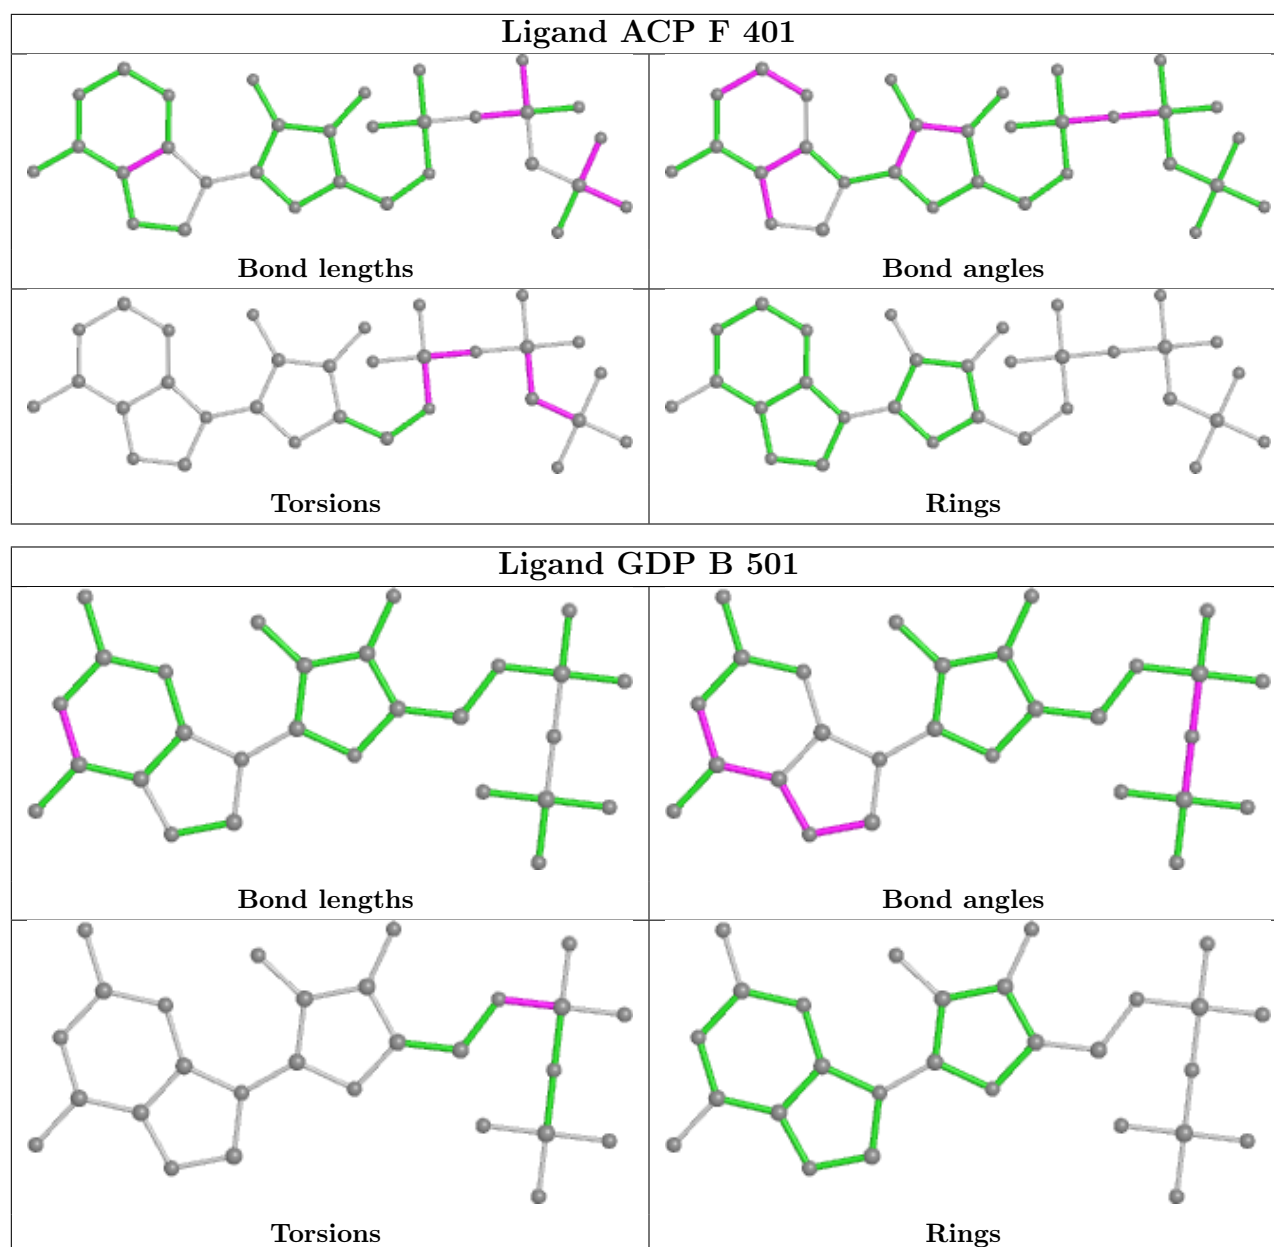 Ligand ACP F 401
Bond lengths
Bond angles
Torsions
Rings
Ligand GDP B 501
Bond lengths
Bond angles
Torsions
Rings